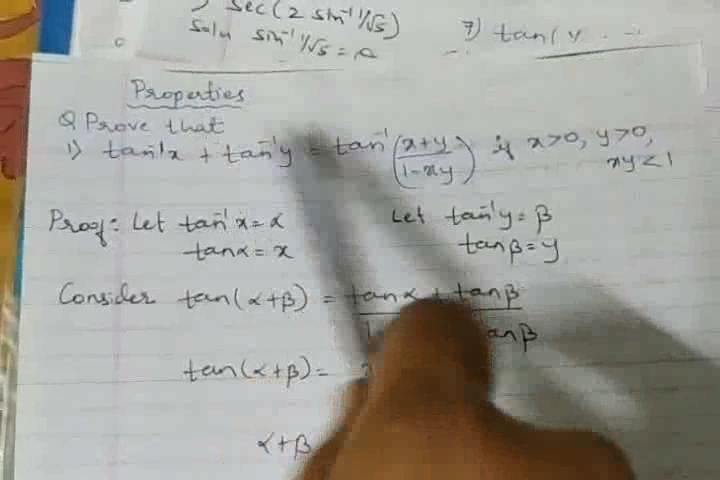 sec(2 sin⁻¹ 1/√5)
Soln sin⁻¹ 1/√5 =
7) tan(
Properties
Q Prove that
1) tan⁻¹x + tan⁻¹y = tan⁻¹((x+y)/(1-xy)) if x>0, y>0,
xy<1
Proof: Let tan⁻¹x = α Let tan⁻¹y = β
tanα = x tanβ = y
Consider tan(α+β) = tanα + tanβ
tanβ
tan(α+β) =
α+β